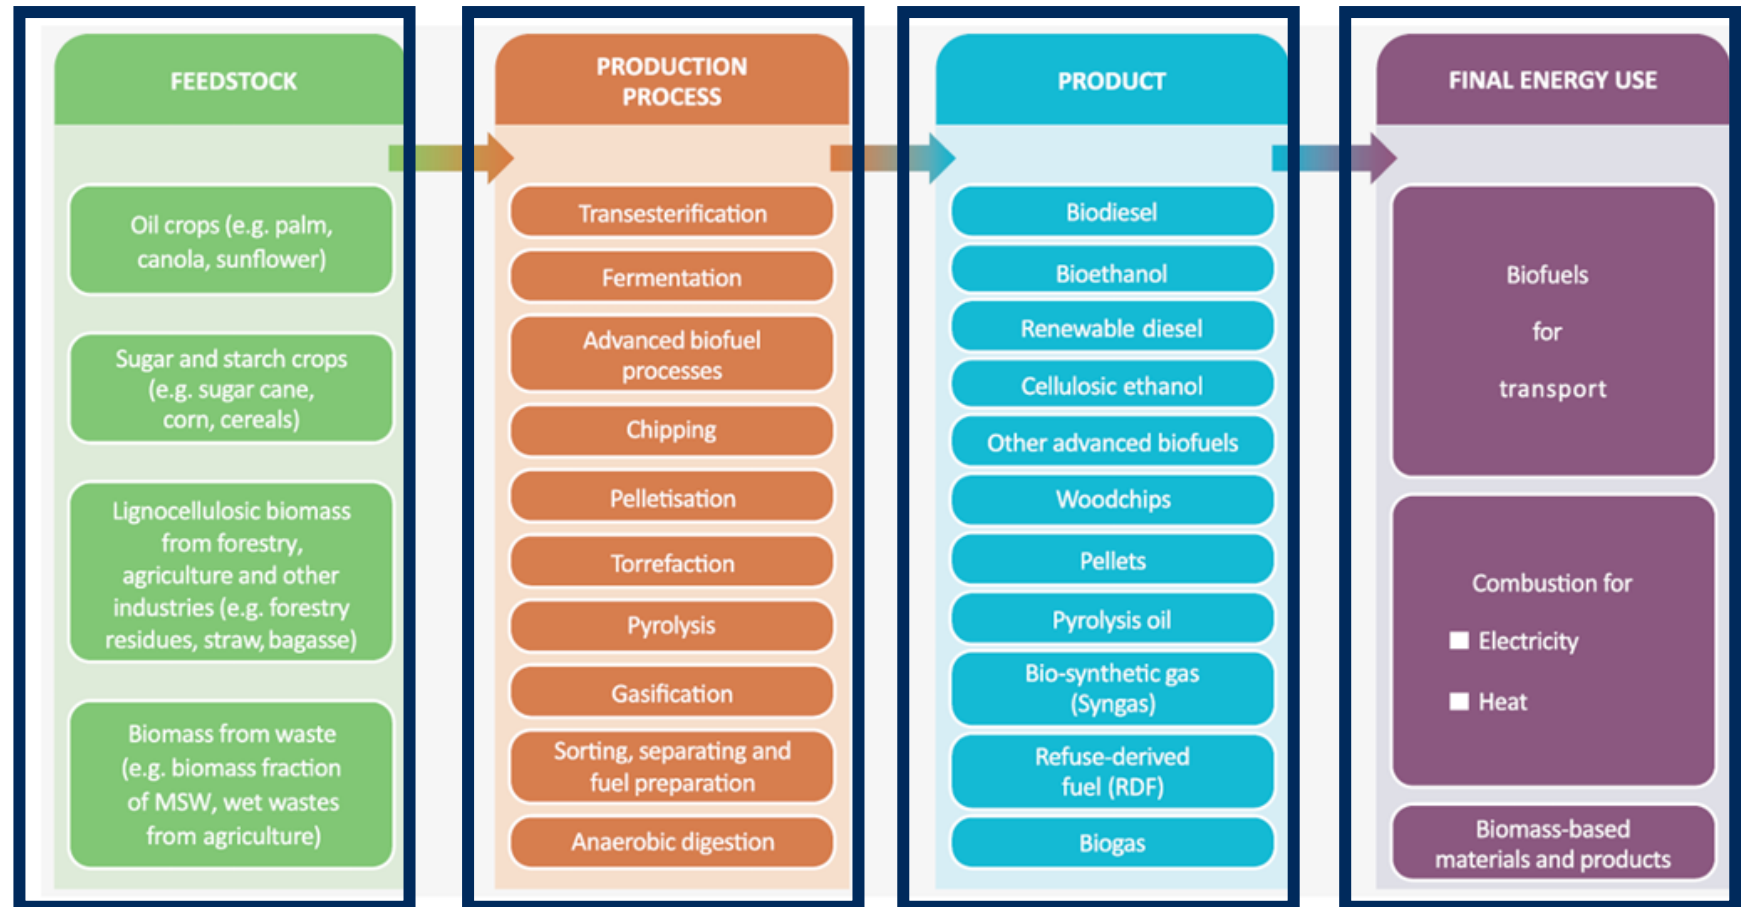 FEEDSTOCK
Oil crops (e.g. palm,
canola, sunflower)
Sugar and starch crops
(e.g. sugar cane,
corn, cereals)
Lignocellulosic biomass
from forestry,
agriculture and other
industries (e.g. forestry
residues, straw, bagasse)
Biomass from waste
(e.g. biomass fraction
of MSW, wet wastes
from agriculture)
PRODUCTION
PROCESS
Transesterification
Fermentation
Advanced biofuel
processes
Chipping
Pelletisation
Torrefaction
Pyrolysis
Gasification
Sorting, separating and
fuel preparation
Anaerobic digestion
PRODUCT
Biodiesel
Bioethanol
Renewable diesel
Cellulosic ethanol
Other advanced biofuels
Woodchips
Pellets
Pyrolysis oil
Bio-synthetic gas
(Syngas)
Refuse-derived
fuel (RDF)
Biogas
FINAL ENERGY USE
Biofuels
for
transport
Combustion for
Electricity
Heat
Biomass-based
materials and products